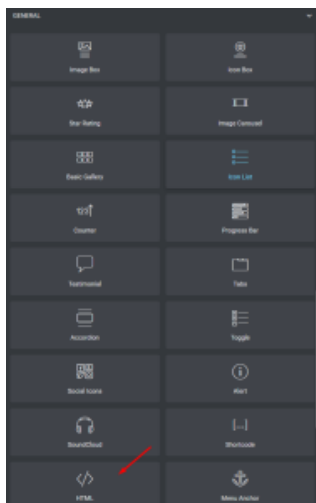 GENERAL
Image Box
Icon Box
Star Rating
Image Carousel
Basic Gallery
Icon List
Counter
Progress Bar
Testimonial
Tabs
Accordion
Toggle
Social Icons
Alert
SoundCloud
Shortcode
HTML
Menu Anchor